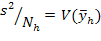 s²/N_h = V(ȳ_h)